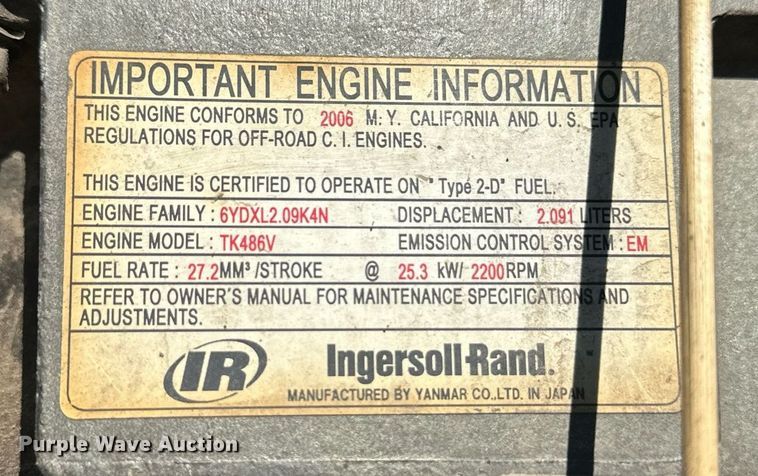 IMPORTANT ENGINE INFORMATION
THIS ENGINE CONFORMS TO 2006 M.Y. CALIFORNIA AND U.S. EPA
REGULATIONS FOR OFF-ROAD C.I. ENGINES.
THIS ENGINE IS CERTIFIED TO OPERATE ON "Type 2-D" FUEL.
ENGINE FAMILY : 6YDXL2.09K4N DISPLACEMENT : 2.091 LITERS
ENGINE MODEL : TK486V EMISSION CONTROL SYSTEM : EM
FUEL RATE : 27.2MM³/STROKE @ 25.3 kW/ 2200RPM
REFER TO OWNER'S MANUAL FOR MAINTENANCE SPECIFICATIONS AND
ADJUSTMENTS.
IR Ingersoll-Rand.
MANUFACTURED BY YANMAR CO.,LTD. IN JAPAN
Purple Wave Auction